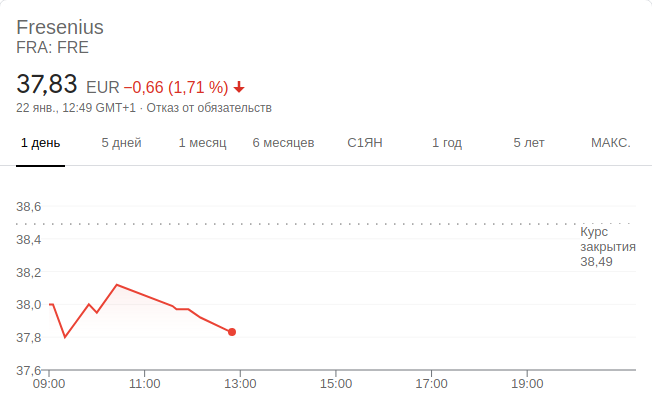 Fresenius
FRA: FRE
37,83 EUR −0,66 (1,71 %)
22 янв., 12:49 GMT+1 · Отказ от обязательств
1 день 5 дней 1 месяц 6 месяцев С1ЯН 1 год 5 лет МАКС.
38,6
38,4
38,2
38,0
37,8
37,6
Курс
закрытия
38,49
09:00 11:00 13:00 15:00 17:00 19:00